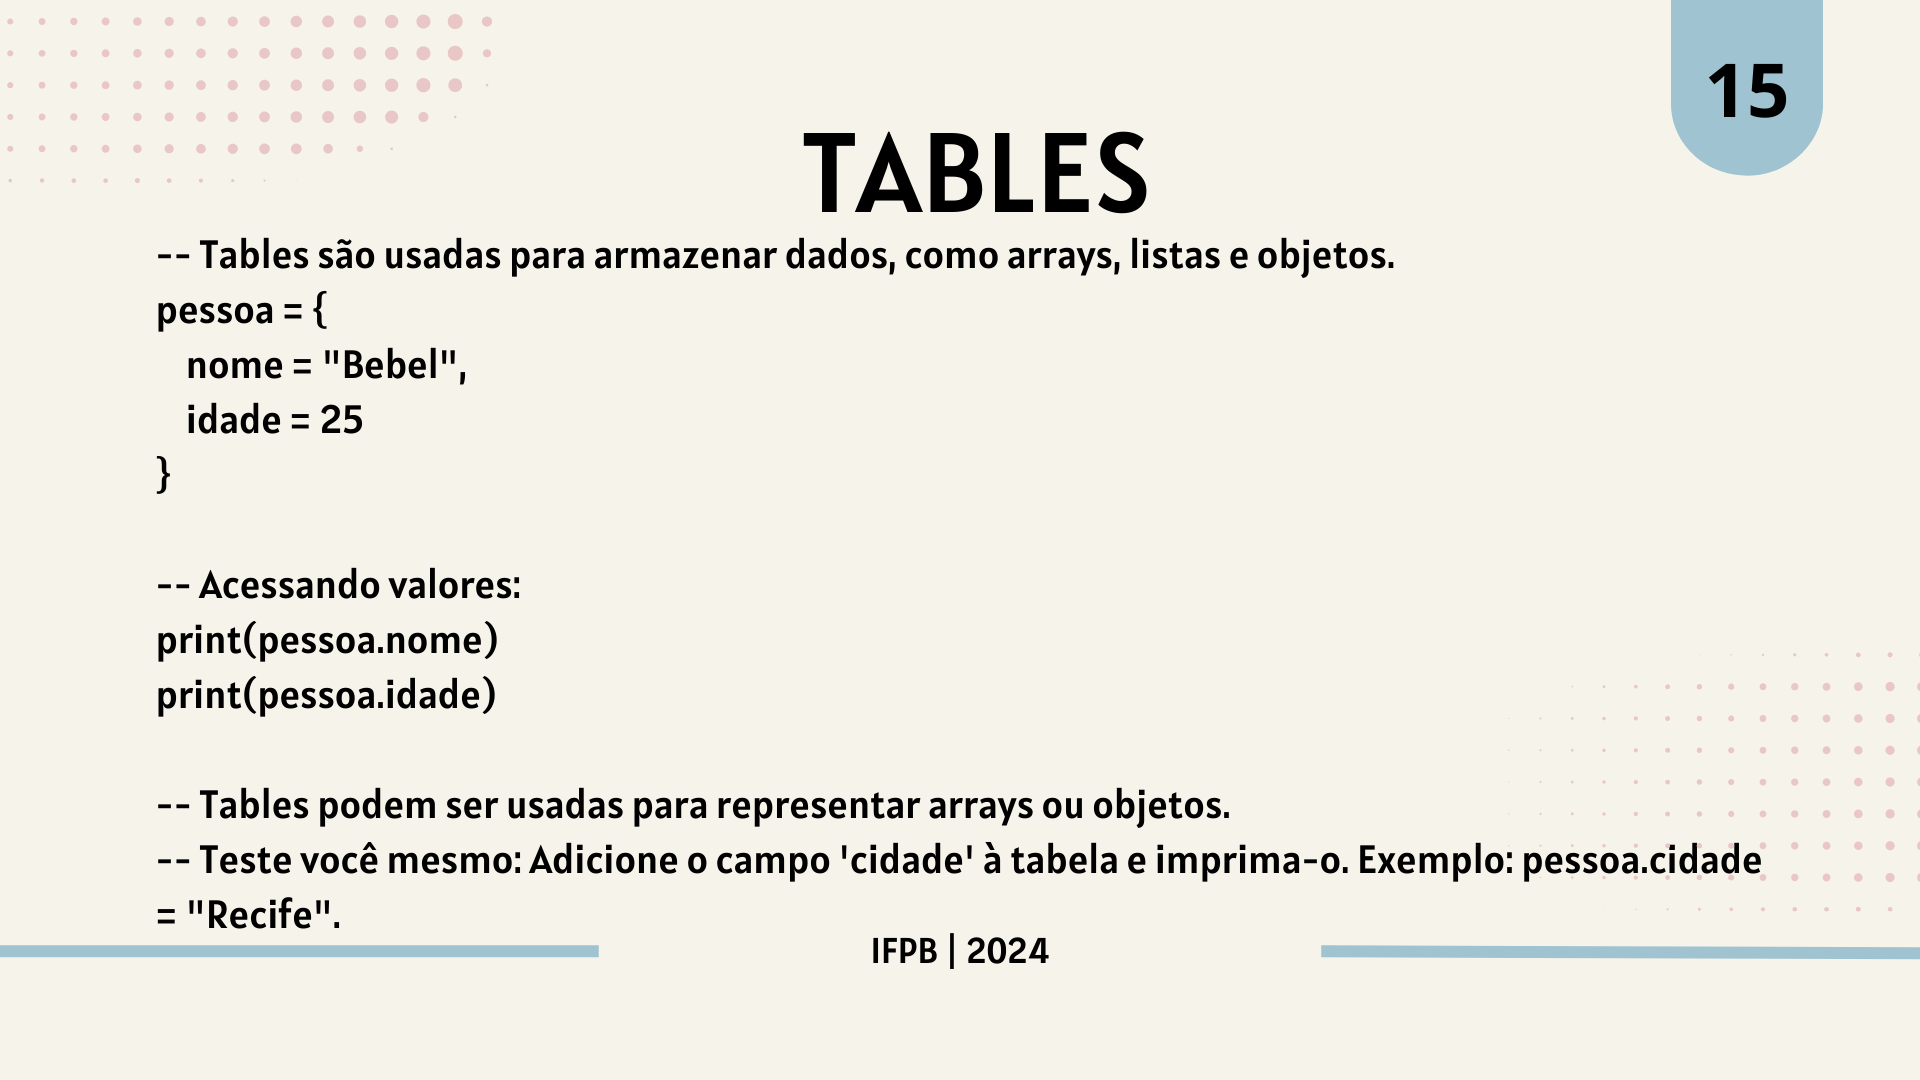 15
TABLES
-- Tables são usadas para armazenar dados, como arrays, listas e objetos.
pessoa = {
    nome = "Bebel",
    idade = 25
}

-- Acessando valores:
print(pessoa.nome)
print(pessoa.idade)

-- Tables podem ser usadas para representar arrays ou objetos.
-- Teste você mesmo: Adicione o campo 'cidade' à tabela e imprima-o. Exemplo: pessoa.cidade
= "Recife".
IFPB | 2024